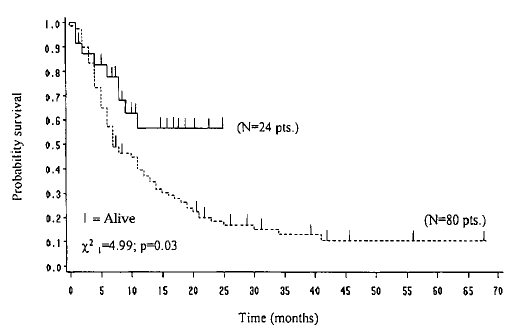 Probability survival
1.0
0.9
0.8
0.7
0.6
0.5
0.4
0.3
0.2
0.1
0.0
(N=24 pts.)
(N=80 pts.)
| = Alive
χ² ₁=4.99; p=0.03
0 5 10 15 20 25 30 35 40 45 50 55 60 65 70
Time (months)